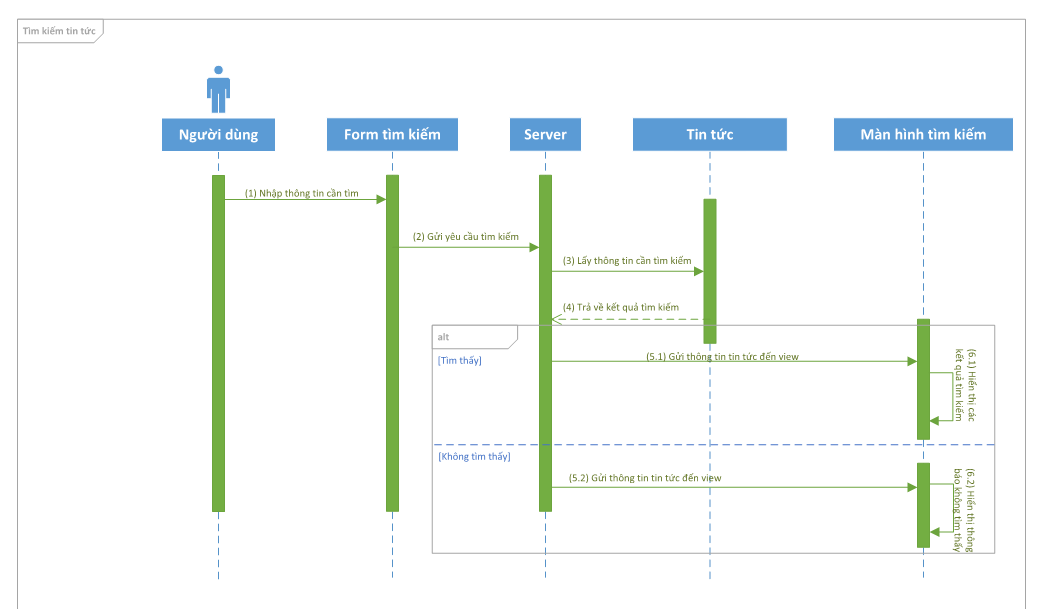 Tìm kiếm tin tức
Người dùng
Form tìm kiếm
Server
Tin tức
Màn hình tìm kiếm
(1) Nhập thông tin cần tìm
(2) Gửi yêu cầu tìm kiếm
(3) Lấy thông tin cần tìm kiếm
(4) Trả về kết quả tìm kiếm
alt
[Tìm thấy]
(5.1) Gửi thông tin tin tức đến view
(6.1) Hiển thị các
kết quả tìm kiếm
[Không tìm thấy]
(5.2) Gửi thông tin tin tức đến view
(6.2) Hiển thị thông
báo không tìm thấy